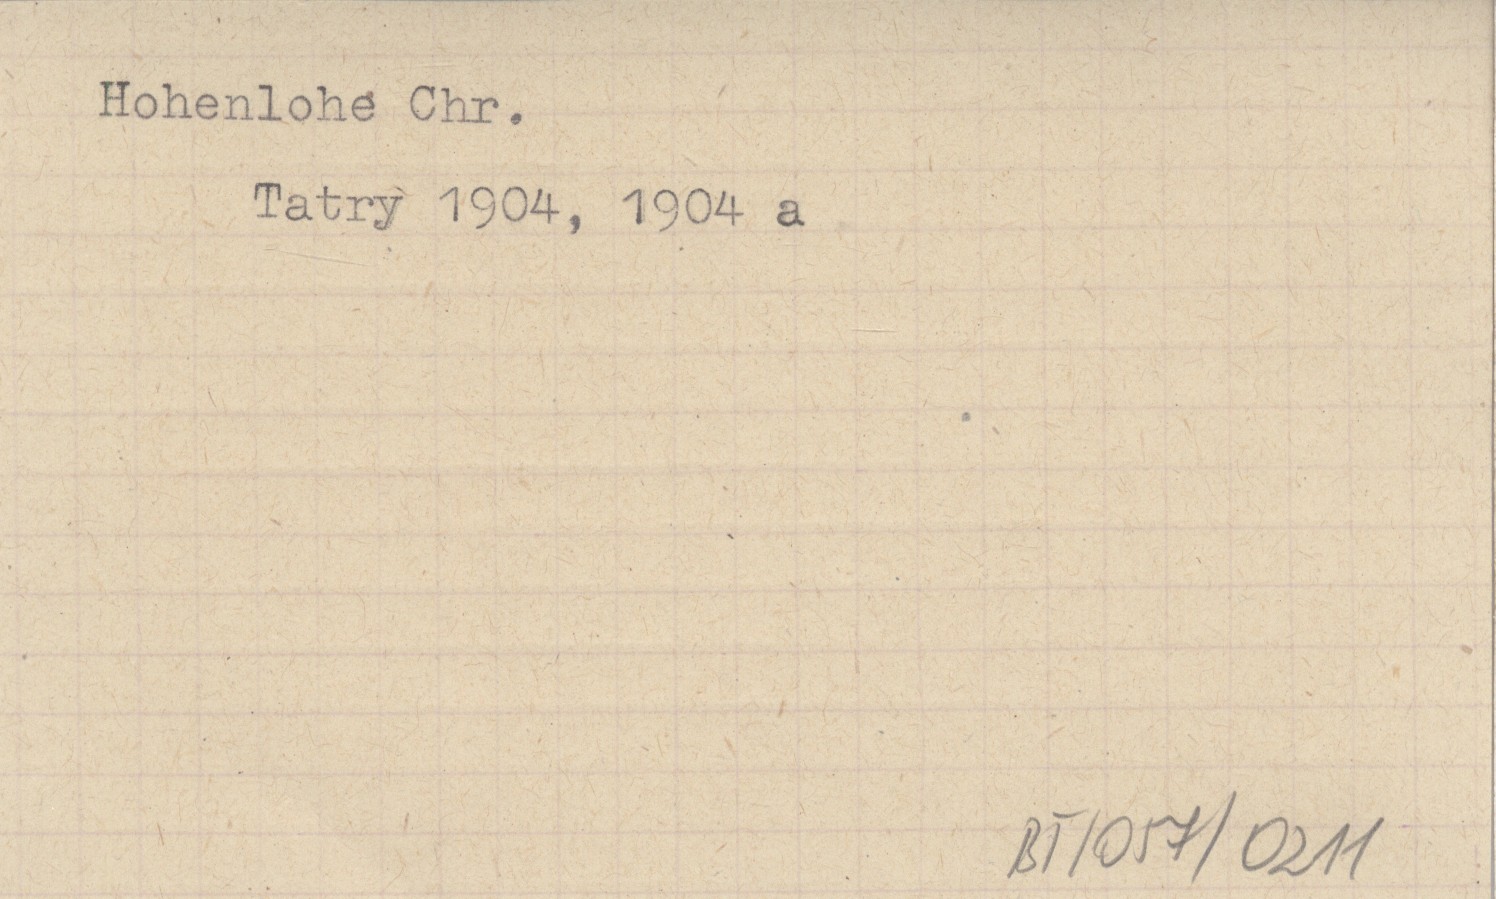 Hohenlohe Chr.
Tatry 1904, 1904 a
BT/057/0211